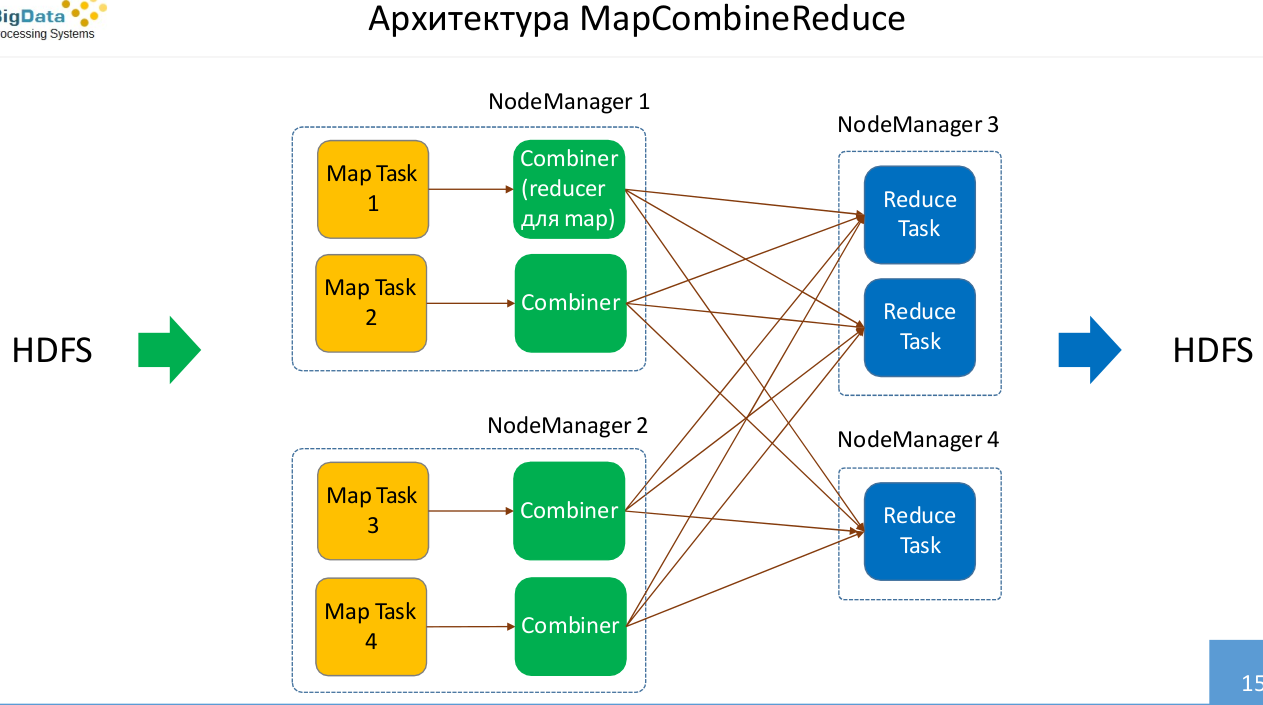 BigData
Processing Systems
Архитектура MapCombineReduce
NodeManager 1
Map Task
1
Combiner
(reducer
для map)
Map Task
2
Combiner
NodeManager 3
Reduce
Task
Reduce
Task
HDFS
HDFS
NodeManager 2
Map Task
3
Combiner
Map Task
4
Combiner
NodeManager 4
Reduce
Task
15